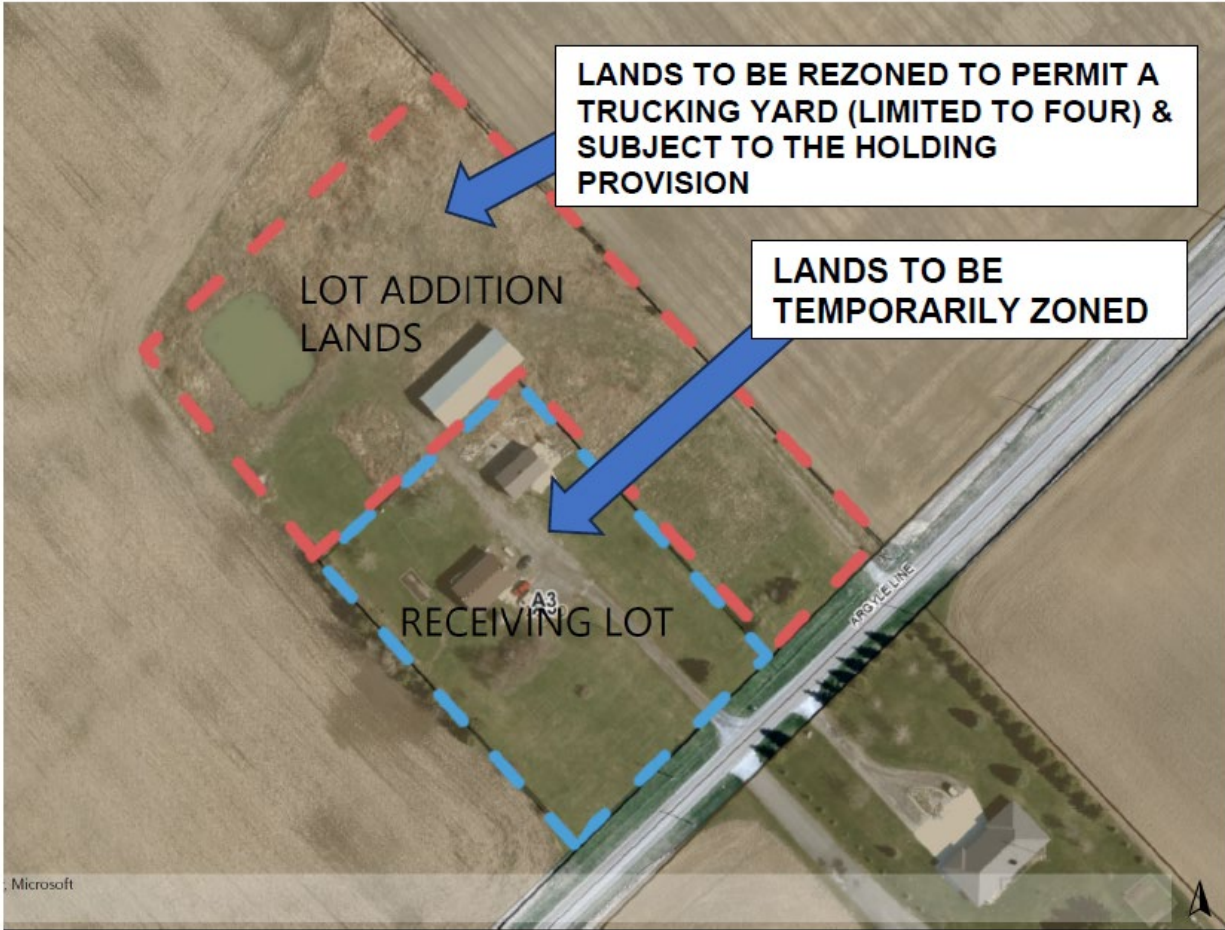 LANDS TO BE REZONED TO PERMIT A
TRUCKING YARD (LIMITED TO FOUR) &
SUBJECT TO THE HOLDING
PROVISION
LANDS TO BE
TEMPORARILY ZONED
LOT ADDITION
LANDS
A3
RECEIVING LOT
ARGYLE LINE
, Microsoft